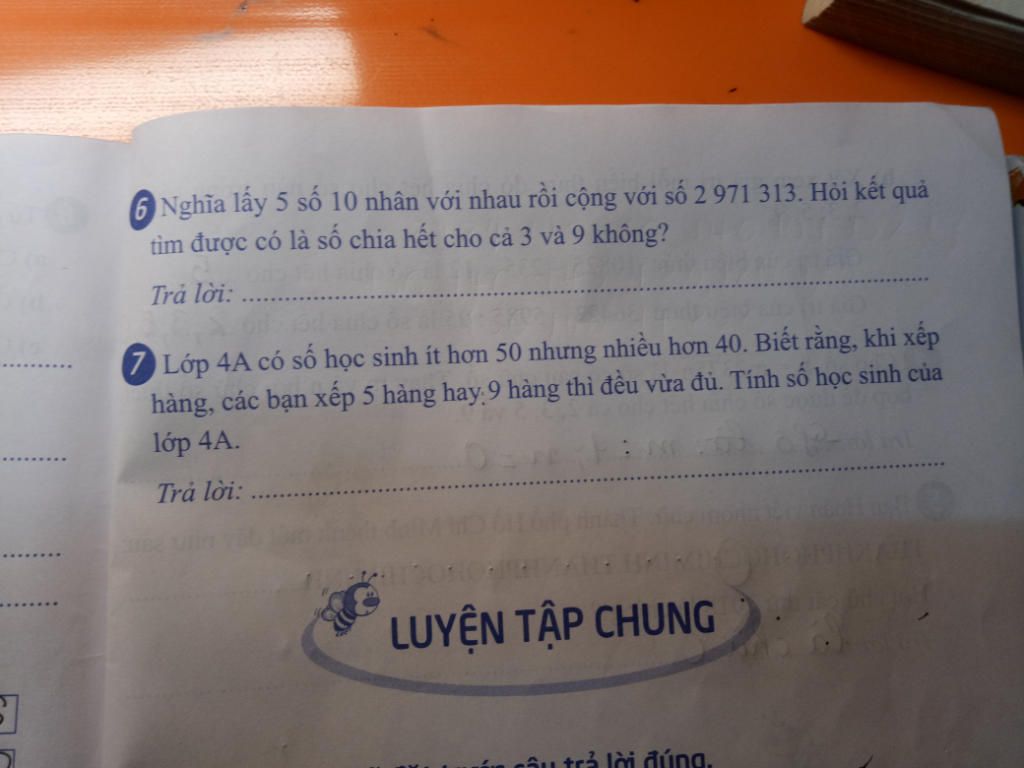 6 Nghĩa lấy 5 số 10 nhân với nhau rồi cộng với số 2 971 313. Hỏi kết quả
tìm được có là số chia hết cho cả 3 và 9 không?
Trả lời: ........................................................
7 Lớp 4A có số học sinh ít hơn 50 nhưng nhiều hơn 40. Biết rằng, khi xếp
hàng, các bạn xếp 5 hàng hay 9 hàng thì đều vừa đủ. Tính số học sinh của
lớp 4A.
Trả lời: ........................................................
LUYỆN TẬP CHUNG
câu trả lời đúng.